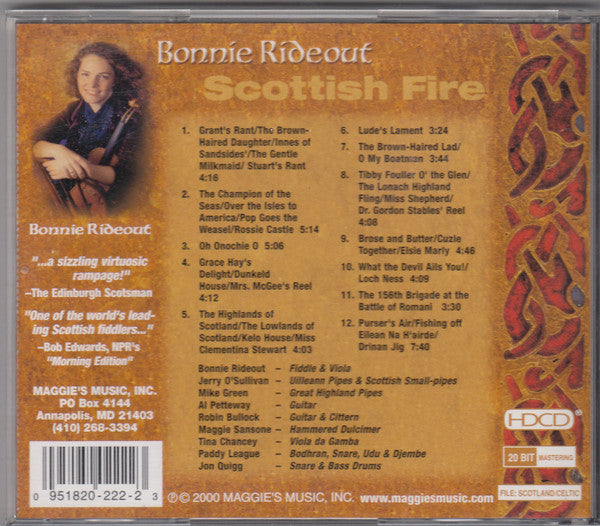 Bonnie Rideout
Scottish Fire
1. Grant's Rant/The Brown-
Haired Daughter/Innes of
Sandsides'/The Gentle
Milkmaid/ Stuart's Rant
4:16
2. The Champion of the
Seas/Over the Isles to
America/Pop Goes the
Weasel/Rossie Castle 5:14
3. Oh Onochie O 5:06
4. Grace Hay's
Delight/Dunkeld
House/Mrs. McGee's Reel
4:12
5. The Highlands of
Scotland/The Lowlands of
Scotland/Kelo House/Miss
Clementina Stewart 4:03
6. Lude's Lament 3:24
7. The Brown-Haired Lad/
O My Boatman 3:44
8. Tibby Fouller O' the Glen/
The Lonach Highland
Fling/Miss Shepherd/
Dr. Gordon Stables' Reel
4:08
9. Brose and Butter/Cuzle
Together/Elsie Marly 4:46
10. What the Devil Ails You!/
Loch Ness 4:09
11. The 156th Brigade at the
Battle of Romani 3:30
12. Purser's Air/Fishing off
Eilean Na H'airde/
Drinan Jig 7:40
Bonnie Rideout – Fiddle & Viola
Jerry O'Sullivan – Uilleann Pipes & Scottish Small-pipes
Mike Green – Great Highland Pipes
Al Petteway – Guitar
Robin Bullock – Guitar & Cittern
Maggie Sansone – Hammered Dulcimer
Tina Chancey – Viola da Gamba
Paddy League – Bodhran, Snare, Udu & Djembe
Jon Quigg – Snare & Bass Drums
Bonnie Rideout
"...a sizzling virtuosic
rampage!"
–The Edinburgh Scotsman
"One of the world's lead-
ing Scottish fiddlers..."
–Bob Edwards, NPR's
"Morning Edition"
MAGGIE'S MUSIC, INC.
PO Box 4144
Annapolis, MD 21403
(410) 268-3394
0 951820-222-2 3
℗© 2000 MAGGIE'S MUSIC, INC. www.maggiesmusic.com
HDCD®
20 BIT MASTERING
FILE: SCOTLAND/CELTIC